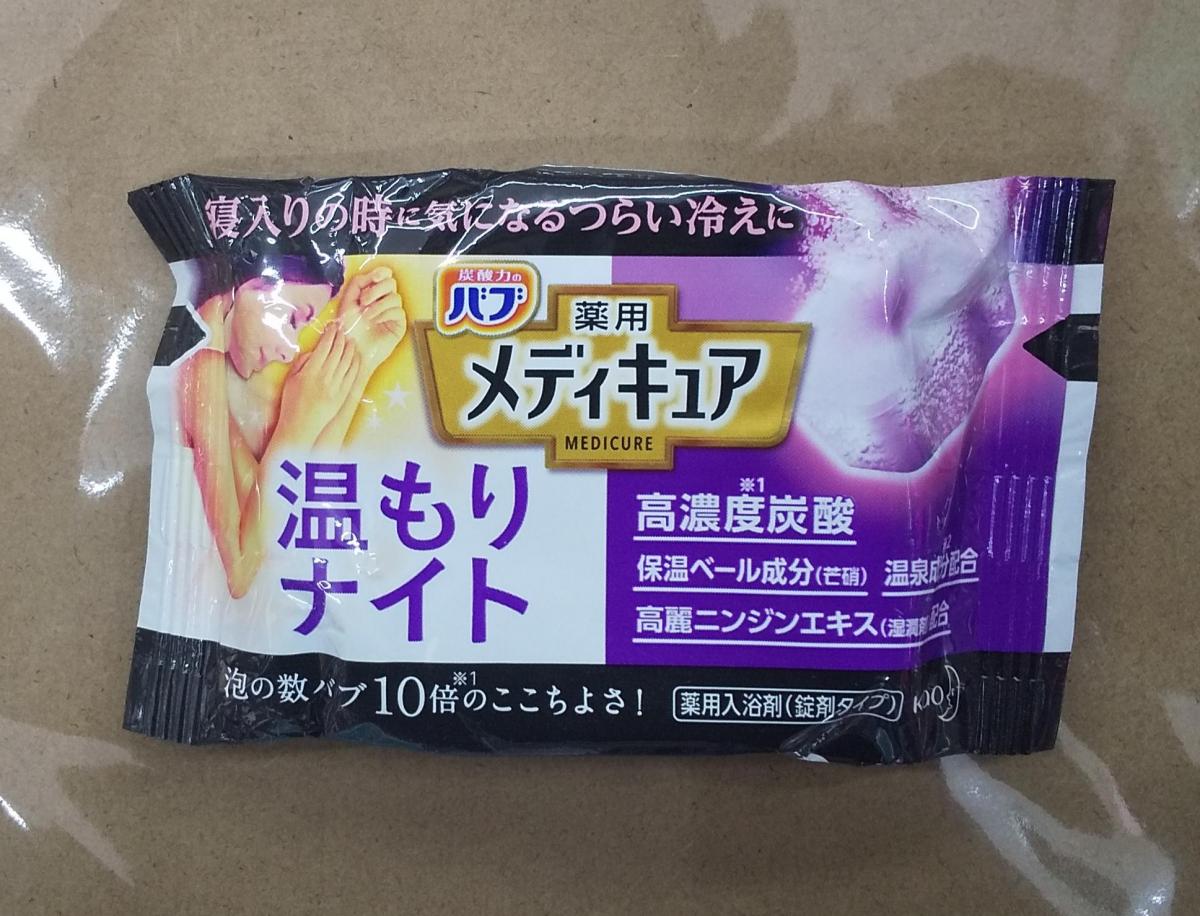 寝入りの時に気になるつらい冷えに
炭酸力の
バブ
薬用
メディキュア
MEDICURE
温もり
ナイト
※1
高濃度炭酸
保温ベール成分(芒硝) 温泉成分配合
高麗ニンジンエキス(湿潤剤)配合
泡の数バブ10倍※1のここちよさ!
薬用入浴剤(錠剤タイプ)
Kao